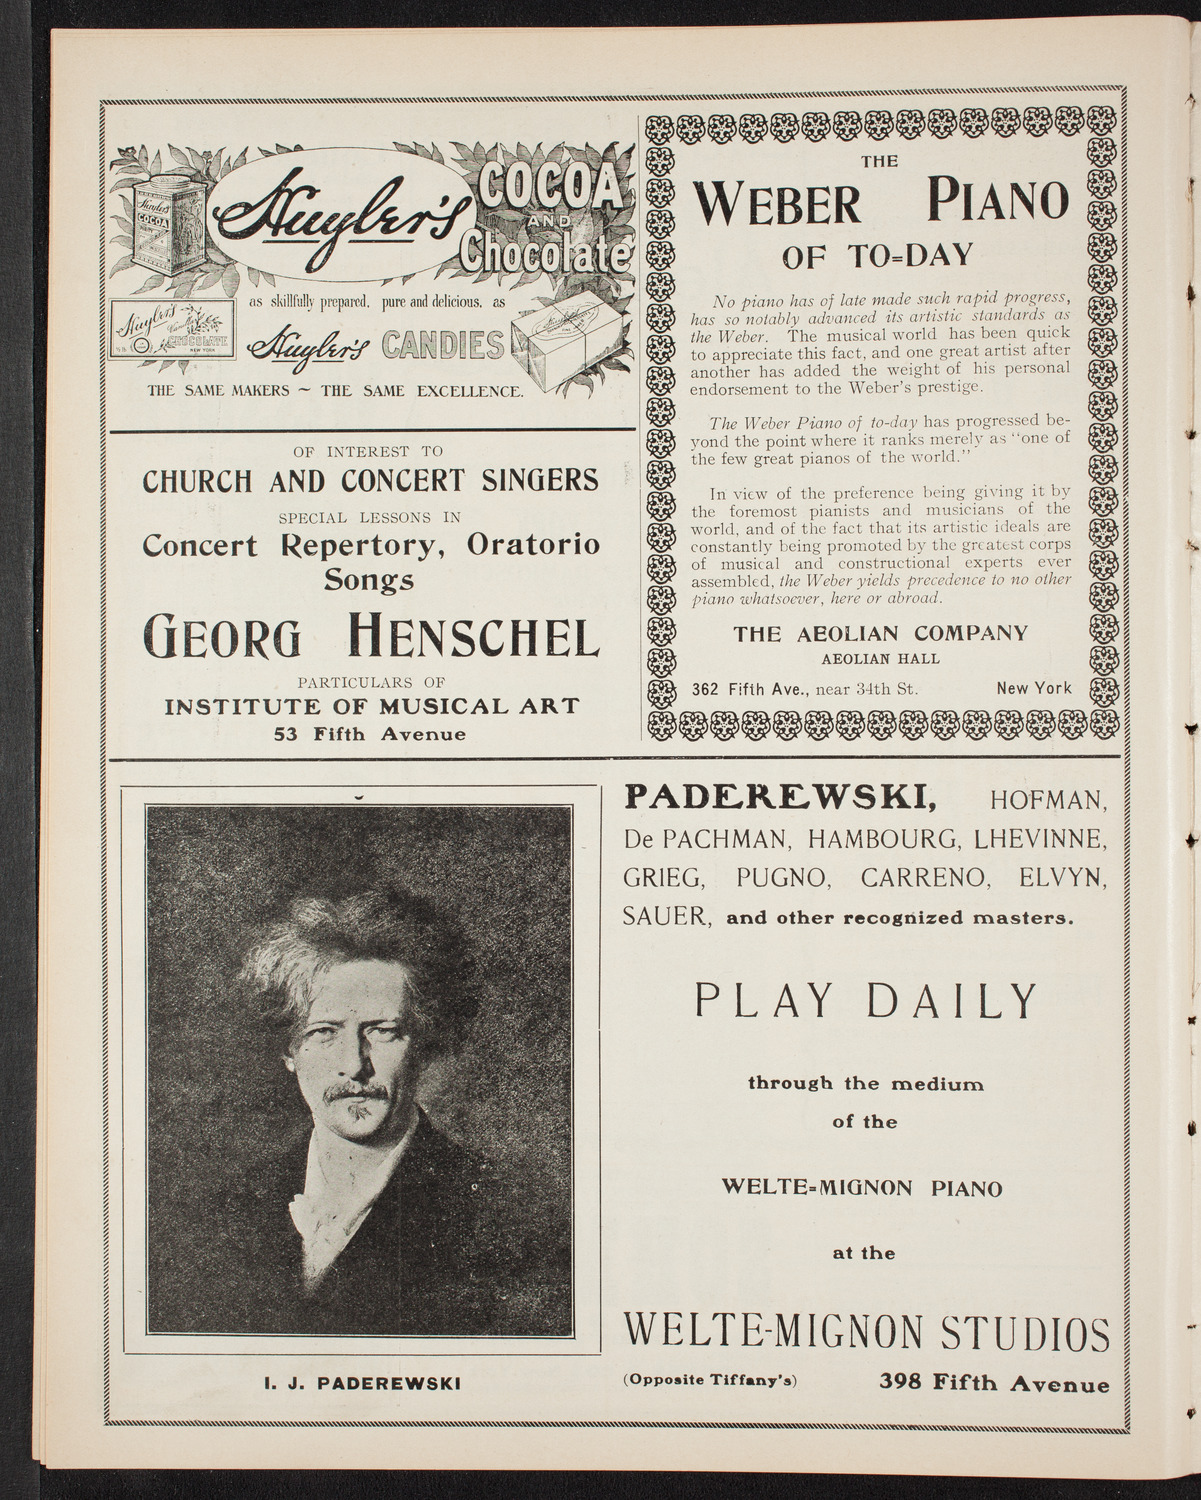 Huyler's
COCOA
AND
Chocolate
Huyler's
COCOA
as skillfully prepared, pure and delicious, as
Huyler's
CHOCOLATE
NEW YORK
Huyler's CANDIES
THE SAME MAKERS ~ THE SAME EXCELLENCE.
OF INTEREST TO
CHURCH AND CONCERT SINGERS
SPECIAL LESSONS IN
Concert Repertory, Oratorio
Songs
GEORG HENSCHEL
PARTICULARS OF
INSTITUTE OF MUSICAL ART
53 Fifth Avenue
THE
WEBER PIANO
OF TO=DAY
No piano has of late made such rapid progress,
has so notably advanced its artistic standards as
the Weber. The musical world has been quick
to appreciate this fact, and one great artist after
another has added the weight of his personal
endorsement to the Weber's prestige.
The Weber Piano of to-day has progressed be-
yond the point where it ranks merely as "one of
the few great pianos of the world."
In view of the preference being giving it by
the foremost pianists and musicians of the
world, and of the fact that its artistic ideals are
constantly being promoted by the greatest corps
of musical and constructional experts ever
assembled, the Weber yields precedence to no other
piano whatsoever, here or abroad.
THE AEOLIAN COMPANY
AEOLIAN HALL
362 Fifth Ave., near 34th St. New York
I. J. PADEREWSKI
PADEREWSKI, HOFMAN,
De PACHMAN, HAMBOURG, LHEVINNE,
GRIEG, PUGNO, CARRENO, ELVYN,
SAUER, and other recognized masters.
PLAY DAILY
through the medium
of the
WELTE=MIGNON PIANO
at the
WELTE-MIGNON STUDIOS
(Opposite Tiffany's) 398 Fifth Avenue